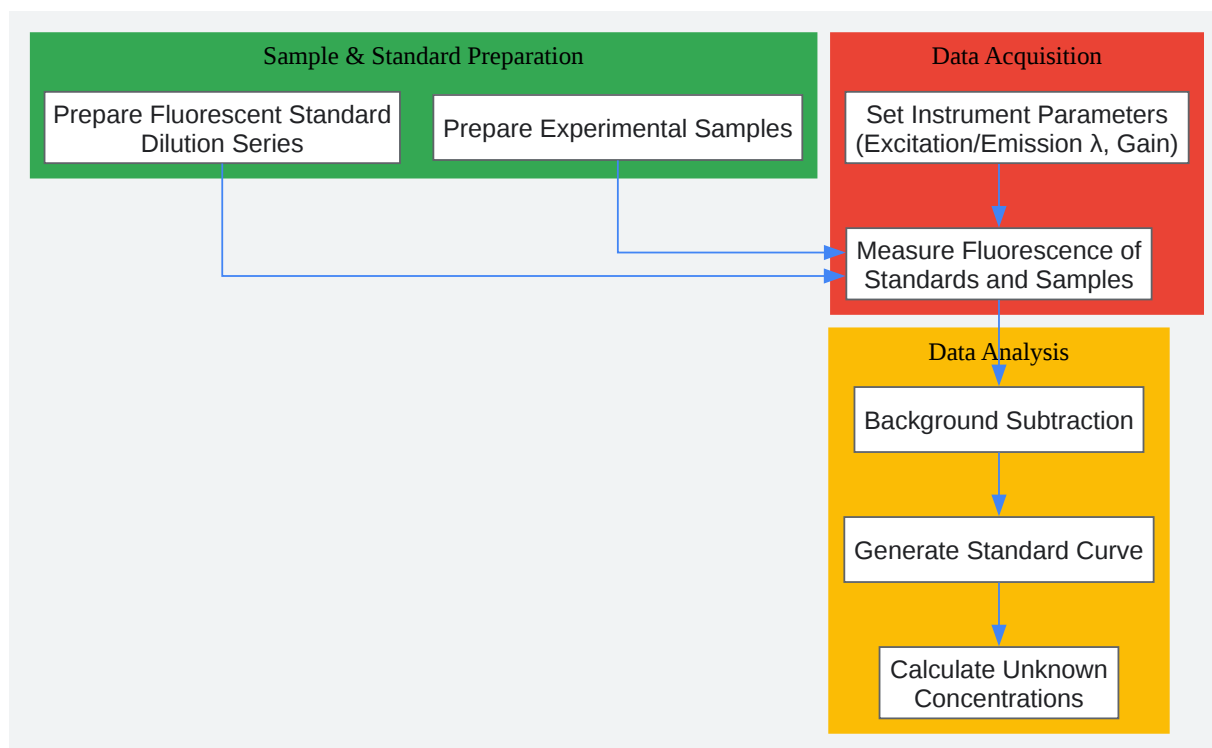 Sample & Standard Preparation
Prepare Fluorescent Standard
Dilution Series
Prepare Experimental Samples
Data Acquisition
Set Instrument Parameters
(Excitation/Emission λ, Gain)
Measure Fluorescence of
Standards and Samples
Data Analysis
Background Subtraction
Generate Standard Curve
Calculate Unknown
Concentrations